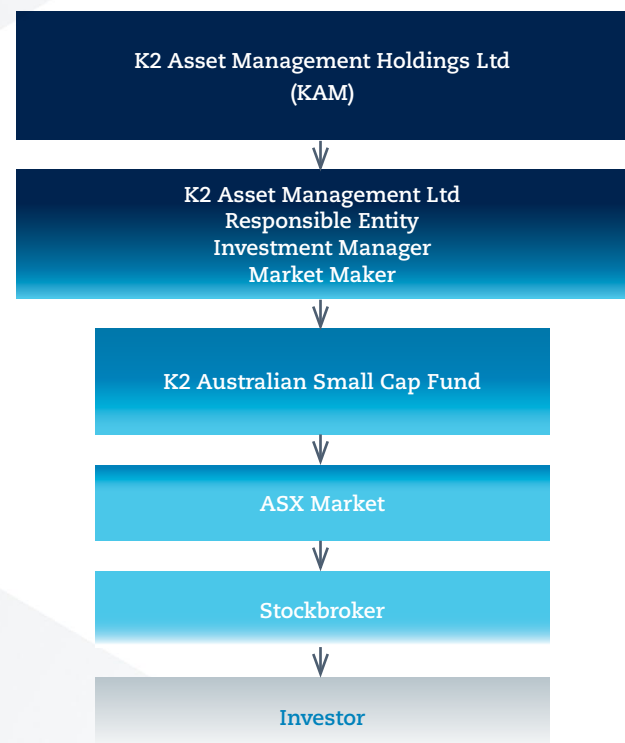 K2 Asset Management Holdings Ltd
(KAM)
K2 Asset Management Ltd
Responsible Entity
Investment Manager
Market Maker
K2 Australian Small Cap Fund
ASX Market
Stockbroker
Investor